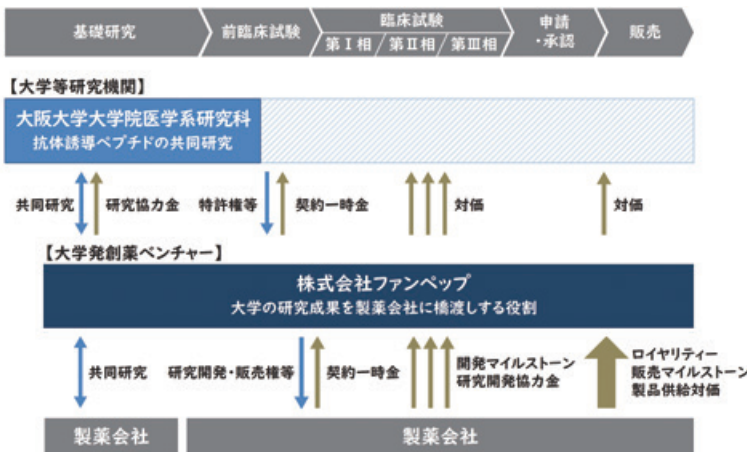 基礎研究
前臨床試験
臨床試験
第Ⅰ相
第Ⅱ相
第Ⅲ相
申請
・承認
販売
【大学等研究機関】
大阪大学大学院医学系研究科
抗体誘導ペプチドの共同研究
共同研究
研究協力金
特許権等
契約一時金
対価
対価
【大学発創薬ベンチャー】
株式会社ファンペップ
大学の研究成果を製薬会社に橋渡しする役割
共同研究
研究開発・販売権等
契約一時金
開発マイルストーン
研究開発協力金
ロイヤリティー
販売マイルストーン
製品供給対価
製薬会社
製薬会社